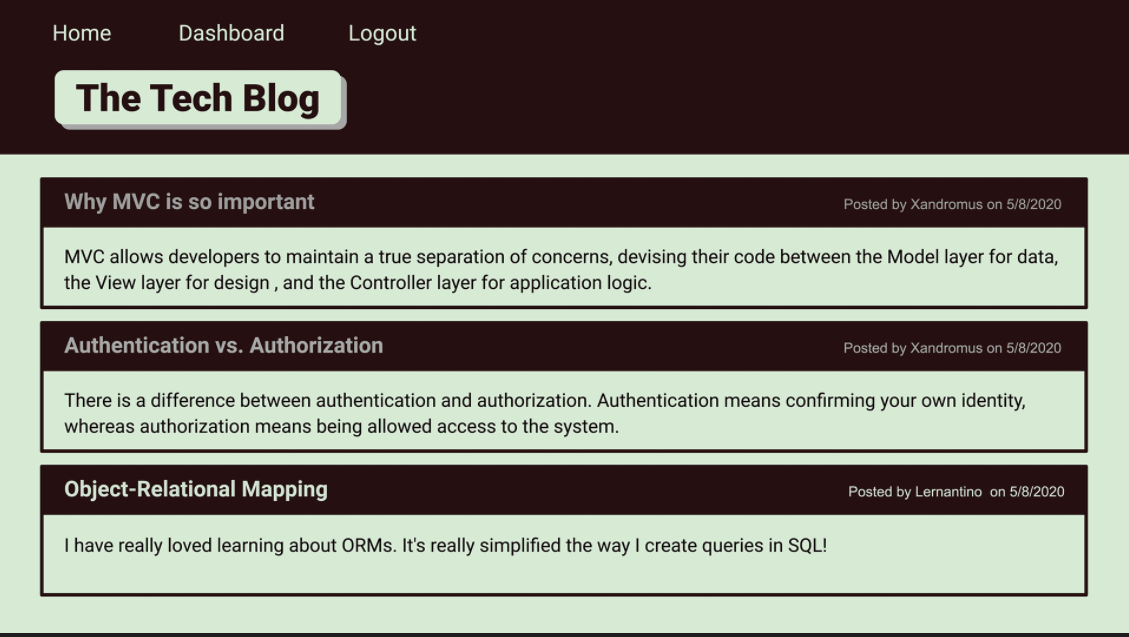 Home Dashboard Logout
The Tech Blog
Why MVC is so important Posted by Xandromus on 5/8/2020
MVC allows developers to maintain a true separation of concerns, devising their code between the Model layer for data,
the View layer for design , and the Controller layer for application logic.
Authentication vs. Authorization Posted by Xandromus on 5/8/2020
There is a difference between authentication and authorization. Authentication means confirming your own identity,
whereas authorization means being allowed access to the system.
Object-Relational Mapping Posted by Lernantino  on 5/8/2020
I have really loved learning about ORMs. It's really simplified the way I create queries in SQL!